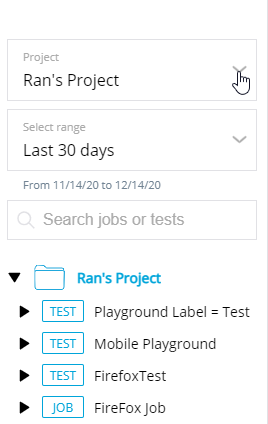 Project
Ran's Project
Select range
Last 30 days
From 11/14/20 to 12/14/20
Search jobs or tests
Ran's Project
TEST Playground Label = Test
TEST Mobile Playground
TEST FirefoxTest
JOB FireFox Job